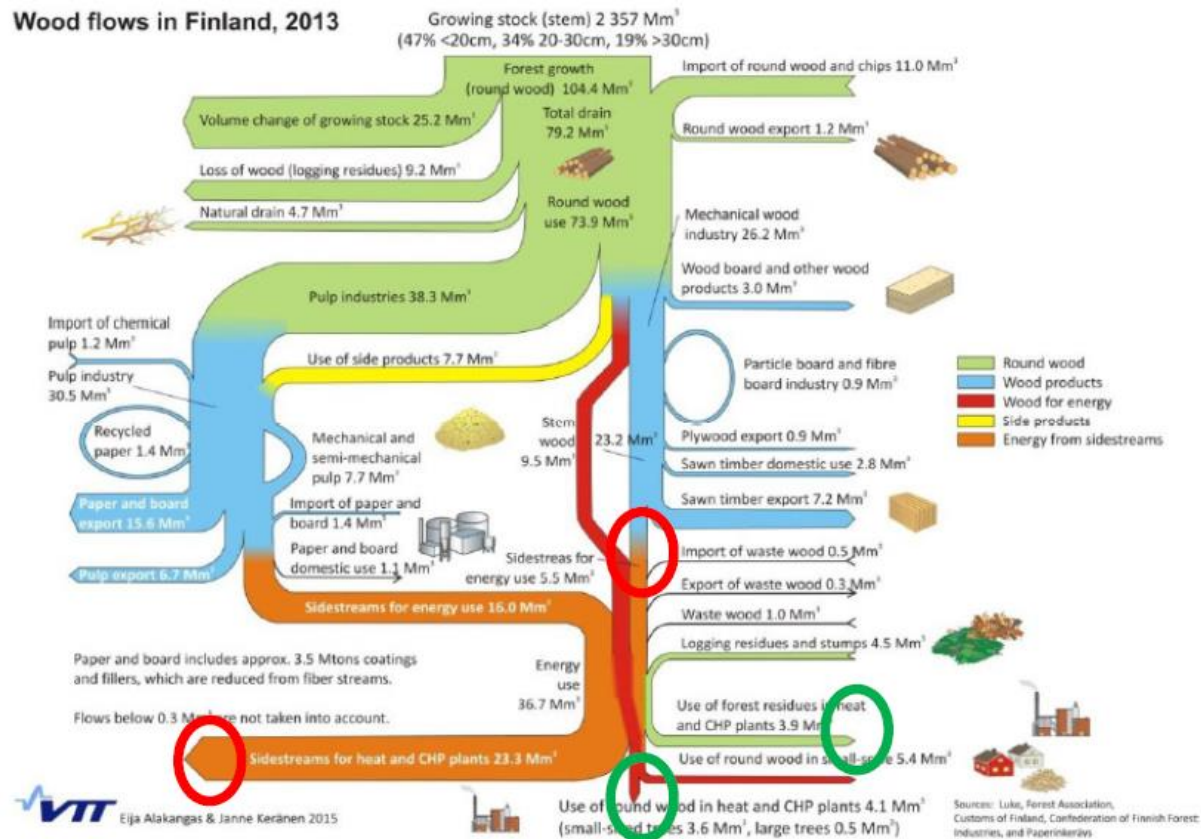 Wood flows in Finland, 2013
Growing stock (stem) 2 357 Mm³
(47% <20cm, 34% 20-30cm, 19% >30cm)
Forest growth
(round wood) 104.4 Mm³
Import of round wood and chips 11.0 Mm³
Volume change of growing stock 25.2 Mm³
Total drain
79.2 Mm³
Round wood export 1.2 Mm³
Loss of wood (logging residues) 9.2 Mm³
Natural drain 4.7 Mm³
Round wood
use 73.9 Mm³
Mechanical wood
industry 26.2 Mm³
Wood board and other wood
products 3.0 Mm³
Pulp industries 38.3 Mm³
Import of chemical
pulp 1.2 Mm³
Use of side products 7.7 Mm³
Pulp industry
30.5 Mm³
Particle board and fibre
board industry 0.9 Mm³
Round wood
Wood products
Wood for energy
Side products
Energy from sidestreams
Recycled
paper 1.4 Mm³
Mechanical and
semi-mechanical
pulp 7.7 Mm³
Stem
wood
9.5 Mm³
23.2 Mm³
Plywood export 0.9 Mm³
Sawn timber domestic use 2.8 Mm³
Sawn timber export 7.2 Mm³
Paper and board
export 15.6 Mm³
Import of paper and
board 1.4 Mm³
Paper and board
domestic use 1.1 Mm³
Pulp export 6.7 Mm³
Sidestreas for
energy use 5.5 Mm³
Import of waste wood 0.5 Mm³
Export of waste wood 0.3 Mm³
Waste wood 1.0 Mm³
Logging residues and stumps 4.5 Mm³
Sidestreams for energy use 16.0 Mm³
Paper and board includes approx. 3.5 Mtons coatings
and fillers, which are reduced from fiber streams.
Flows below 0.3 Mm³ are not taken into account.
Energy
use
36.7 Mm³
Use of forest residues in heat
and CHP plants 3.9 Mm³
Sidestreams for heat and CHP plants 23.3 Mm³
Use of round wood in small-scale 5.4 Mm³
Use of round wood in heat and CHP plants 4.1 Mm³
(small-sized trees 3.6 Mm³, large trees 0.5 Mm³)
VTT
Eija Alakangas & Janne Keränen 2015
Sources: Luke, Forest Association,
Customs of Finland, Confederation of Finnish Forest
Industries, and Paperinkeräys